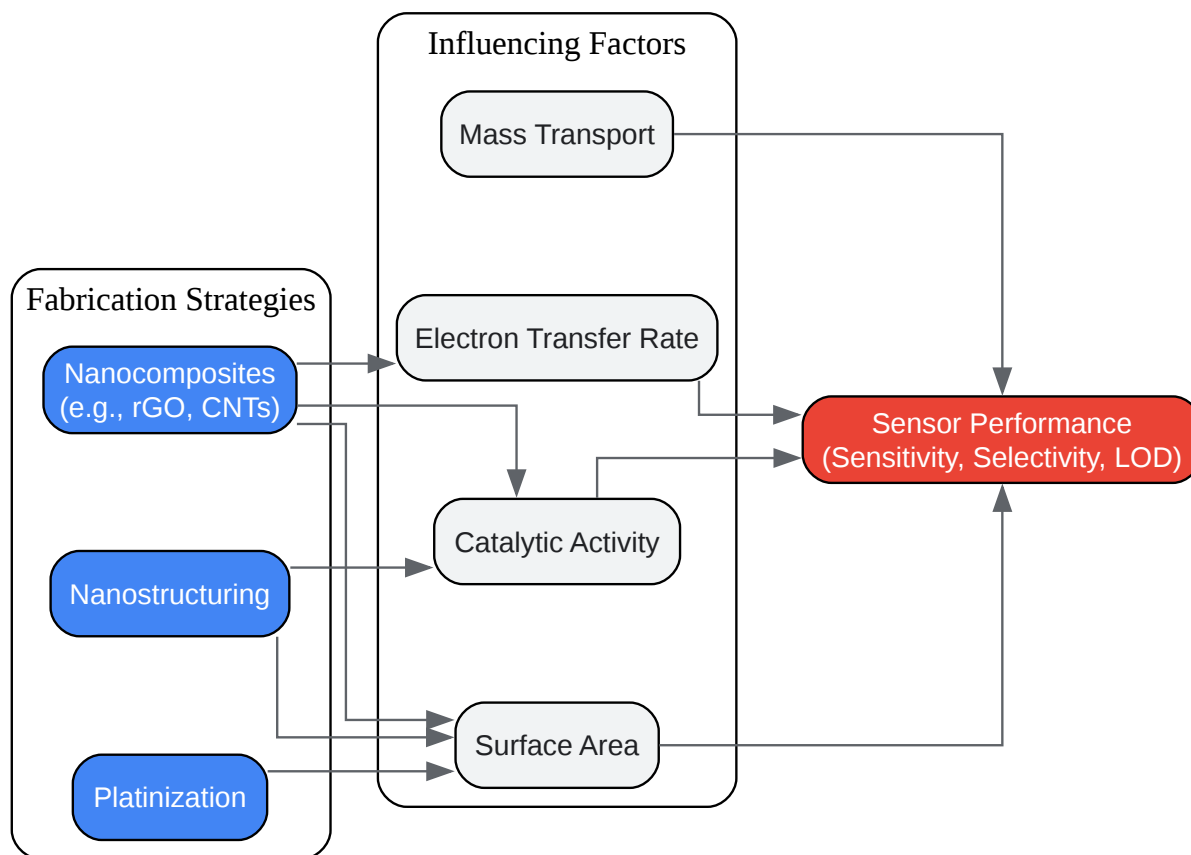 Influencing Factors
Mass Transport
Fabrication Strategies
Electron Transfer Rate
Nanocomposites
(e.g., rGO, CNTs)
Sensor Performance
(Sensitivity, Selectivity, LOD)
Catalytic Activity
Nanostructuring
Surface Area
Platinization